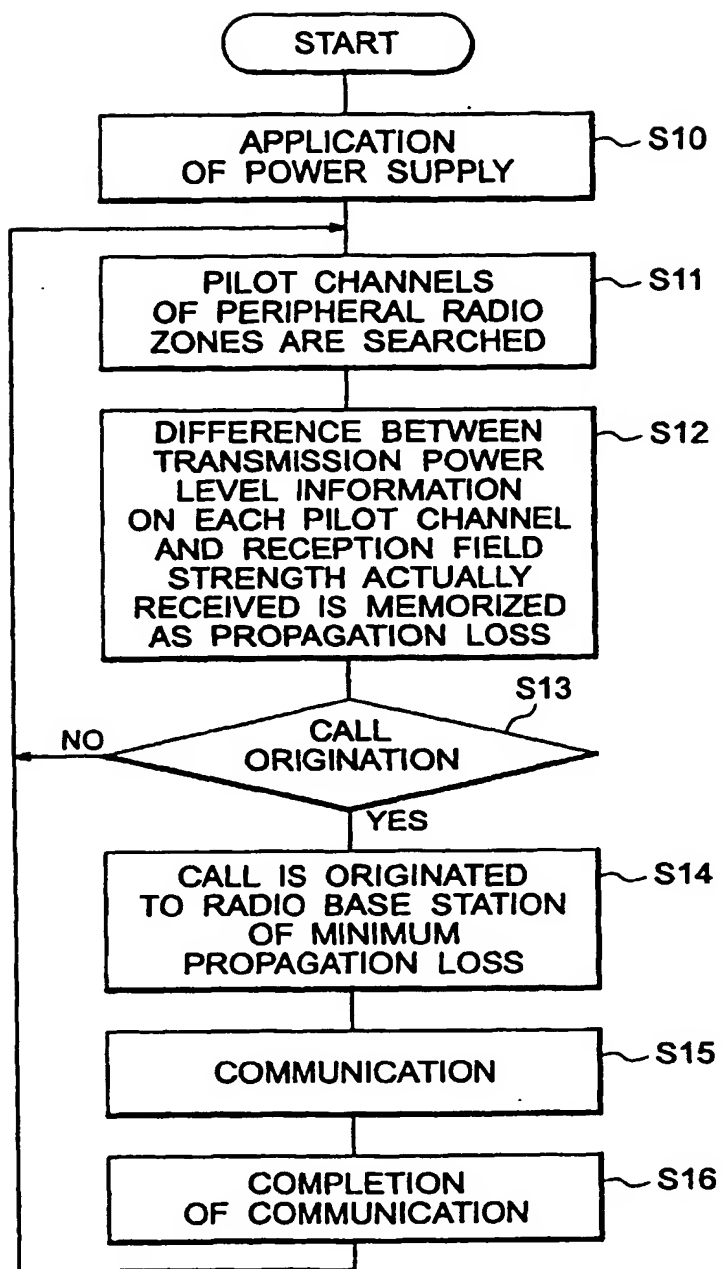 START
APPLICATION
OF POWER SUPPLY
S10
PILOT CHANNELS
OF PERIPHERAL RADIO
ZONES ARE SEARCHED
S11
DIFFERENCE BETWEEN
TRANSMISSION POWER
LEVEL INFORMATION
ON EACH PILOT CHANNEL
AND RECEPTION FIELD
STRENGTH ACTUALLY
RECEIVED IS MEMORIZED
AS PROPAGATION LOSS
S12
S13
NO
CALL
ORIGINATION
YES
CALL IS ORIGINATED
TO RADIO BASE STATION
OF MINIMUM
PROPAGATION LOSS
S14
COMMUNICATION
S15
COMPLETION
OF COMMUNICATION
S16